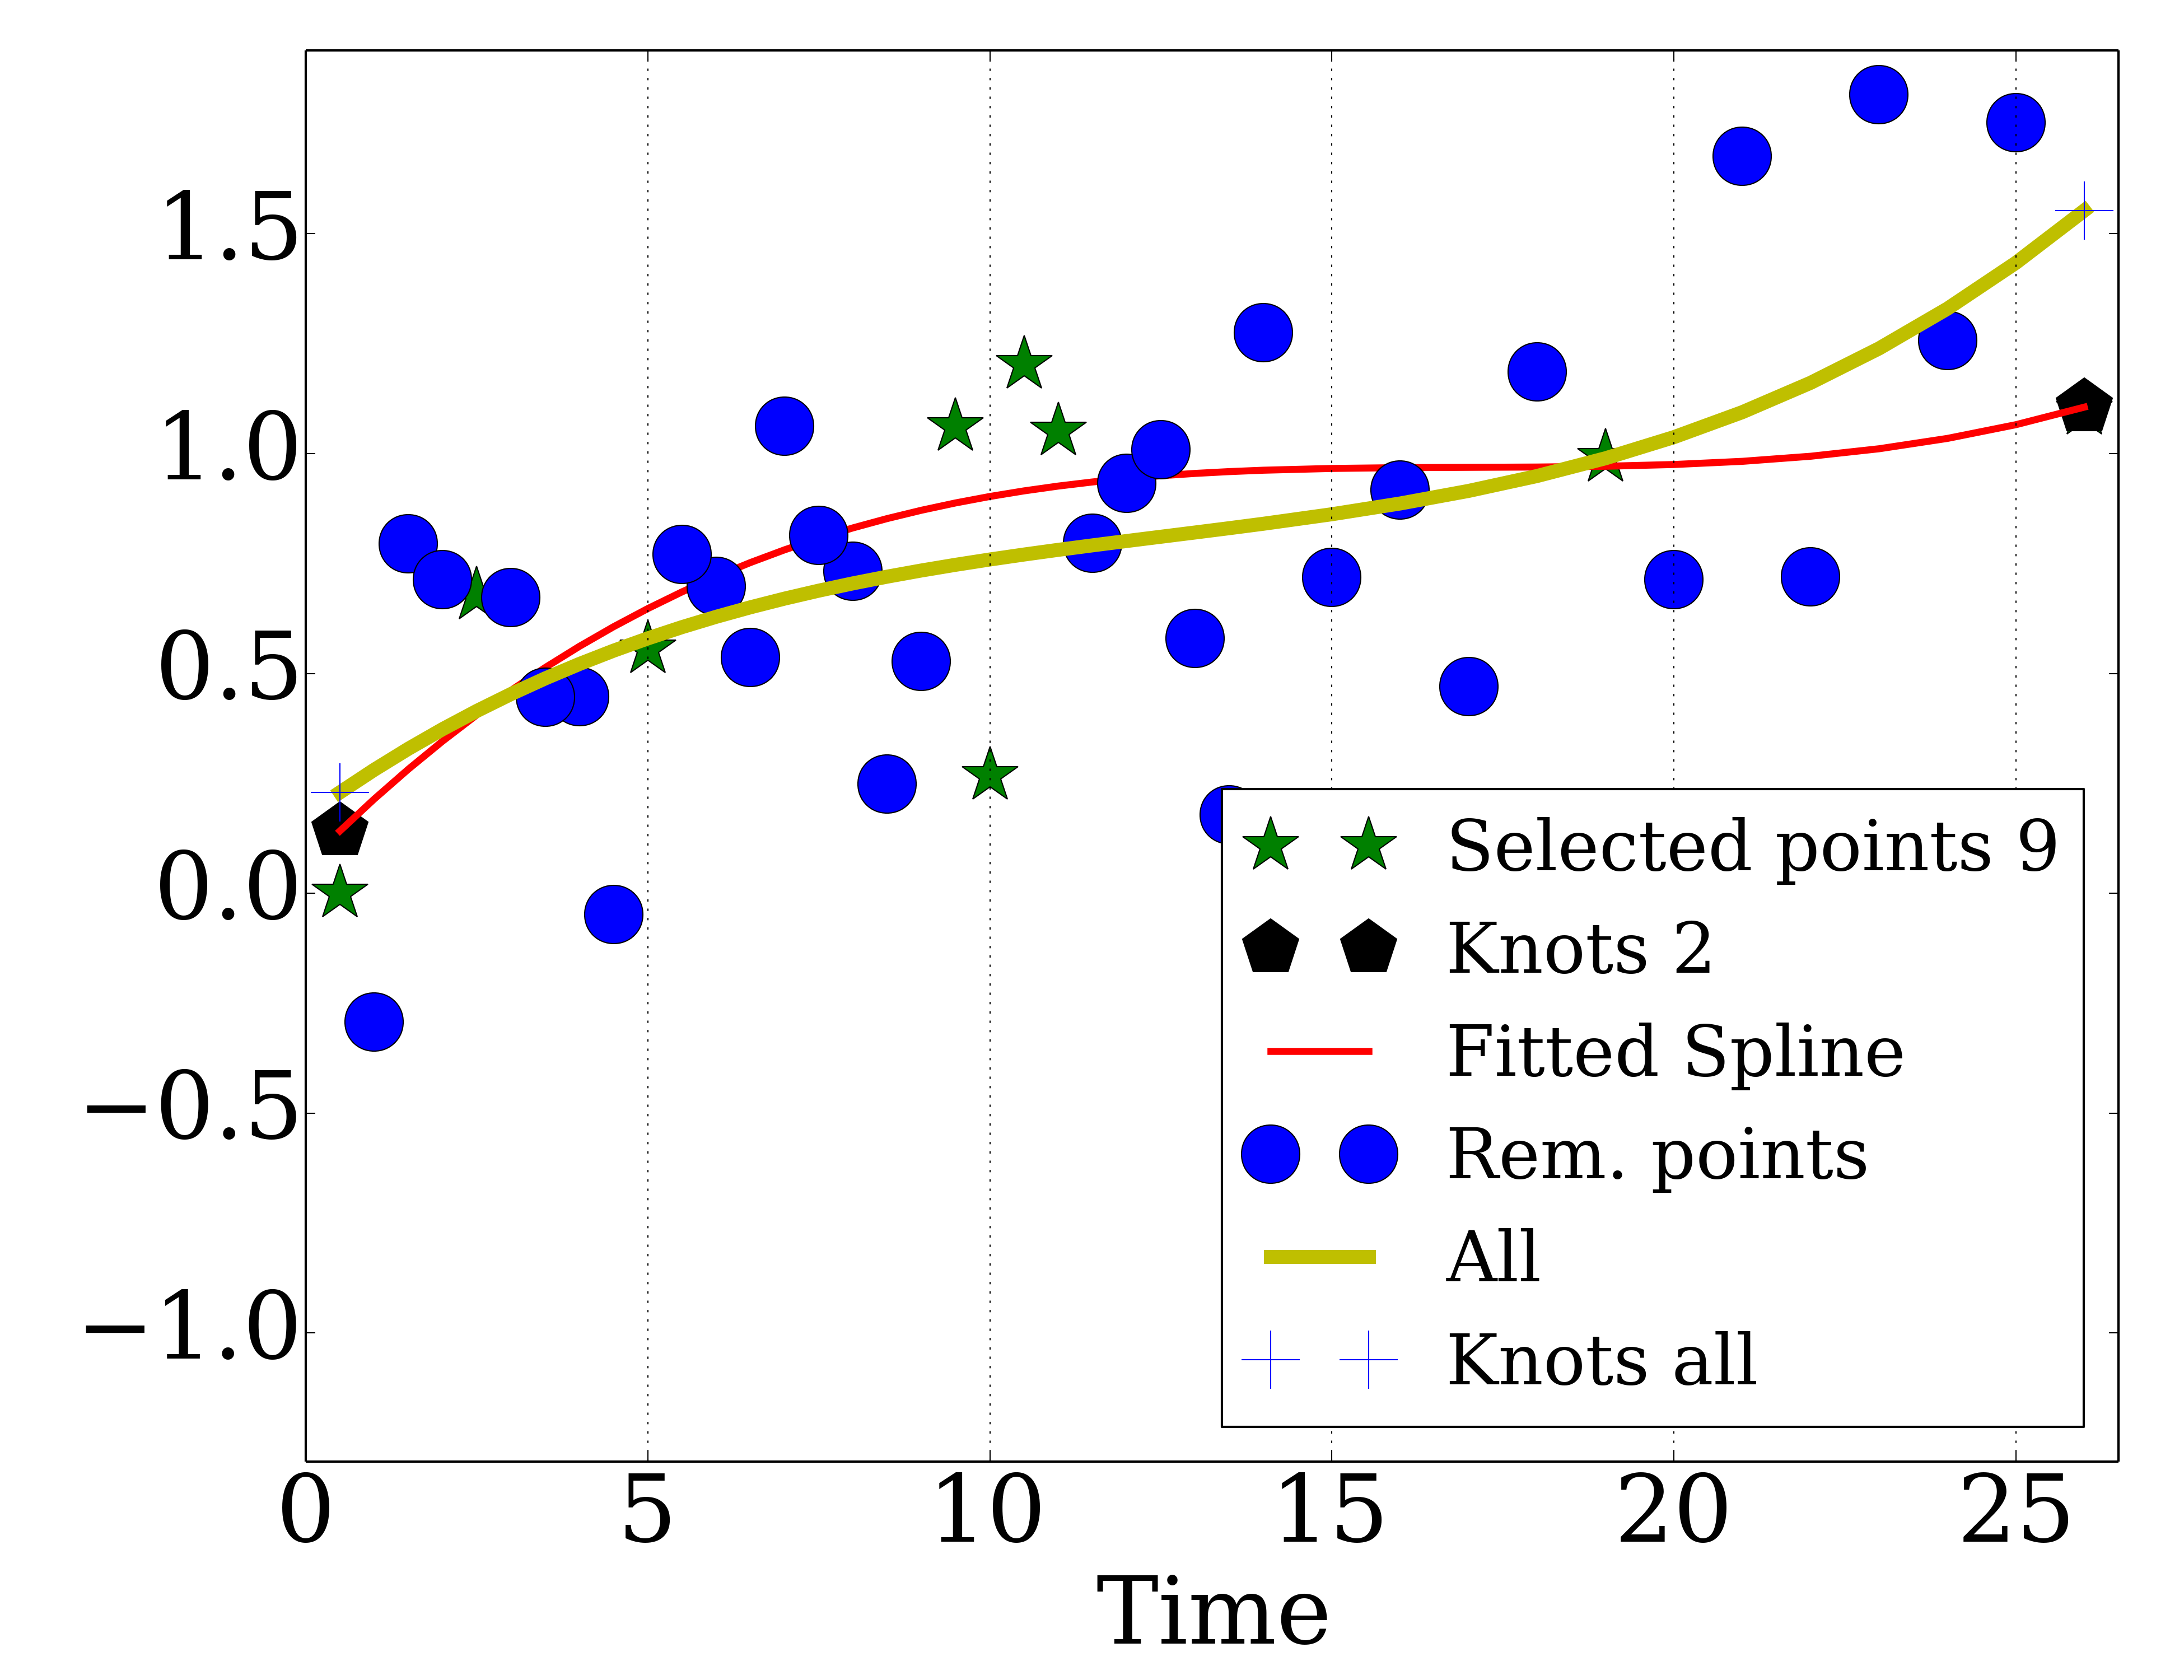 1.5
1.0
0.5
0.0
−0.5
−1.0
Selected points 9
Knots 2
Fitted Spline
Rem. points
All
Knots all
0 5 10 15 20 25
Time